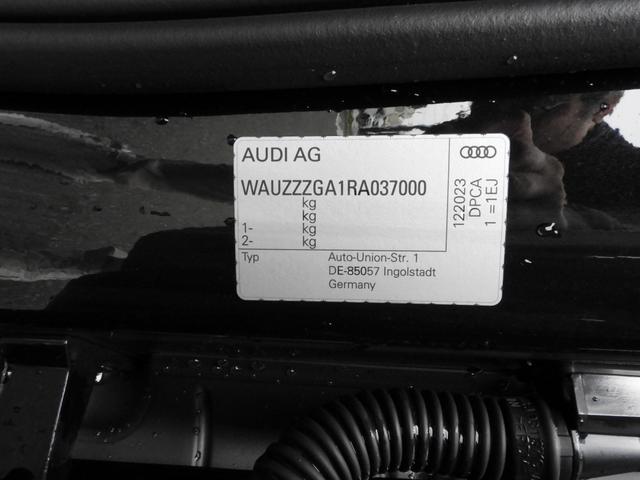 AUDI AG
WAUZZZGA1RA037000
kg
kg
1- kg
2- kg
Typ
Auto-Union-Str. 1
DE-85057 Ingolstadt
Germany
122023
DPCA
1 =1EJ